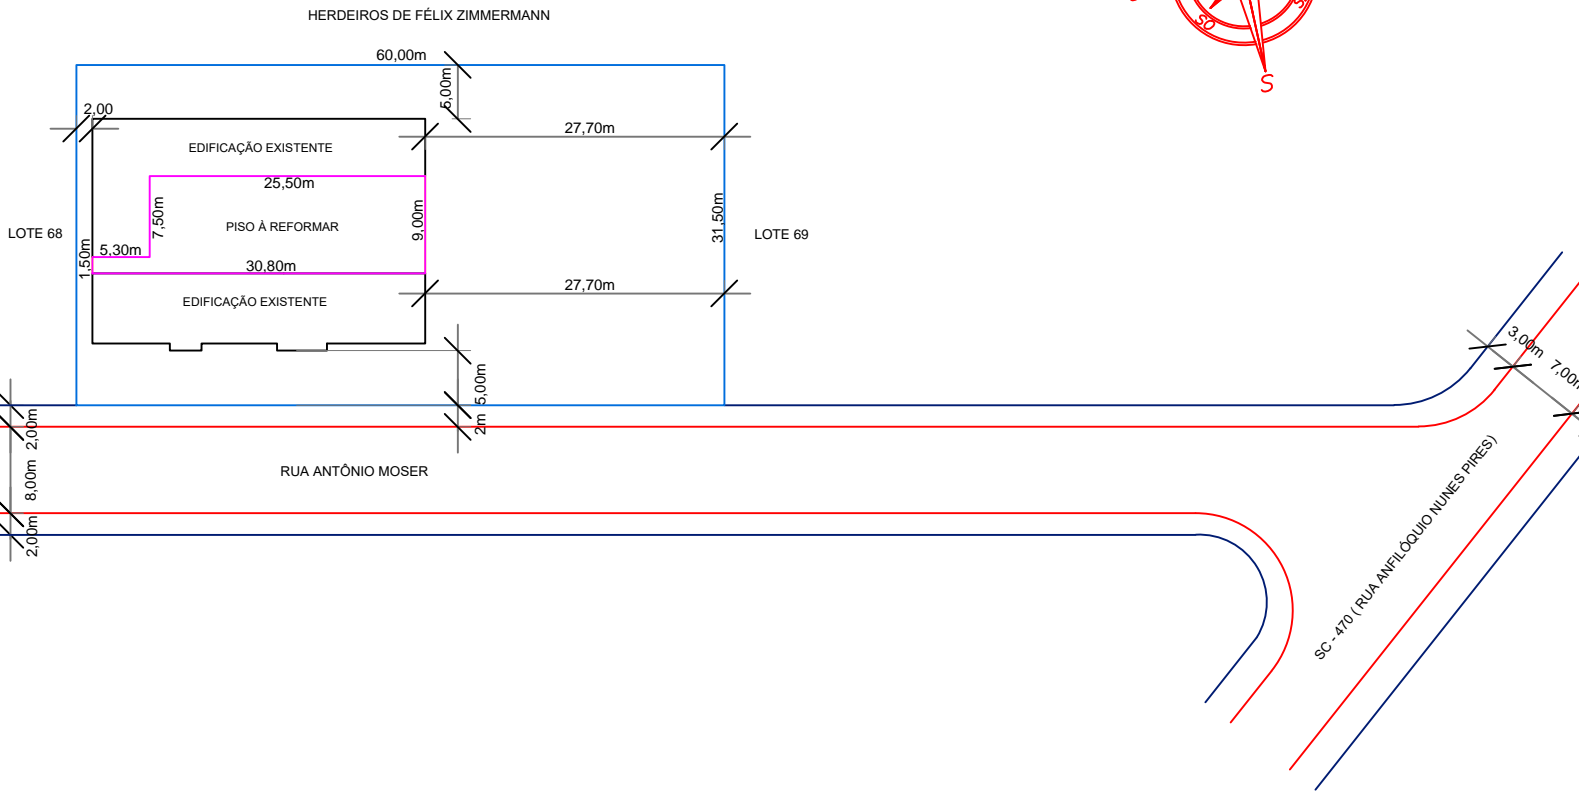 HERDEIROS DE FÉLIX ZIMMERMANN
SO
S
60,00m
5,00m
2,00
27,70m
EDIFICAÇÃO EXISTENTE
25,50m
7,50m
PISO À REFORMAR
9,00m
31,50m
LOTE 68
LOTE 69
1,50m
5,30m
30,80m
27,70m
EDIFICAÇÃO EXISTENTE
5,00m
2m
3,00m
7,00m
2,00m
8,00m
2,00m
RUA ANTÔNIO MOSER
SC - 470 ( RUA ANFILÓQUIO NUNES PIRES)